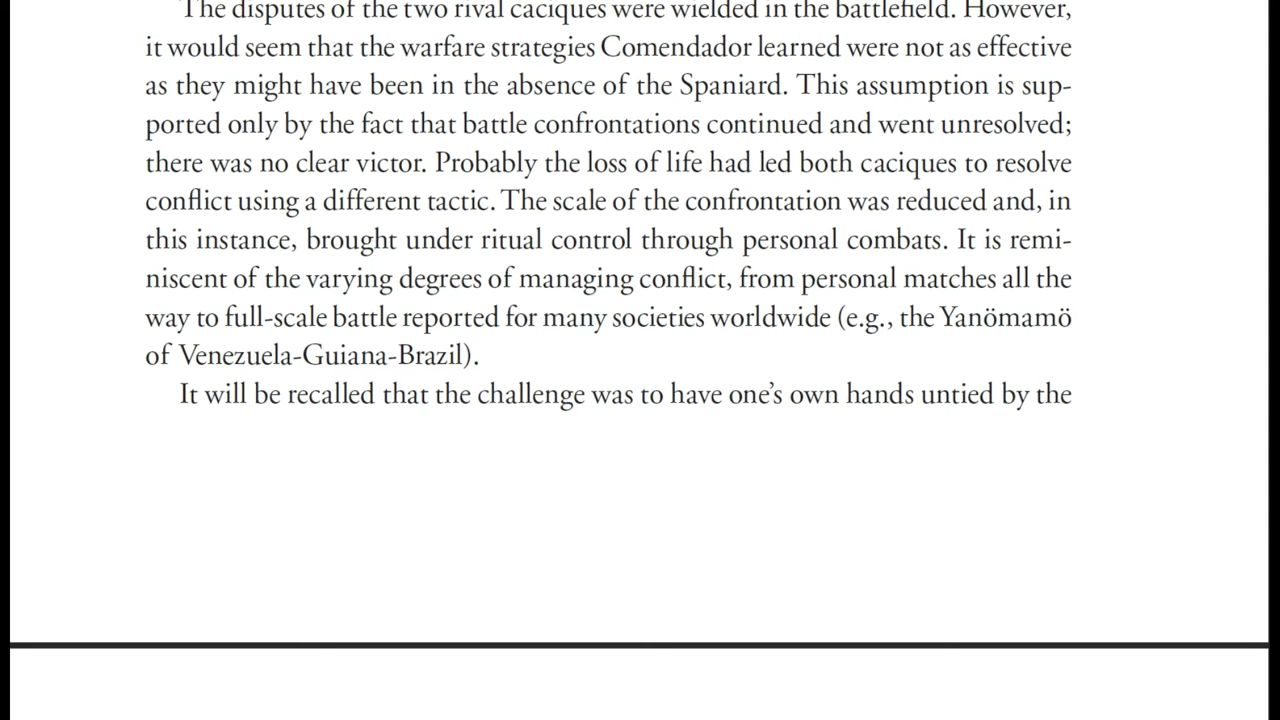 The disputes of the two rival caciques were wielded in the battlefield. However,
it would seem that the warfare strategies Comendador learned were not as effective
as they might have been in the absence of the Spaniard. This assumption is sup-
ported only by the fact that battle confrontations continued and went unresolved;
there was no clear victor. Probably the loss of life had led both caciques to resolve
conflict using a different tactic. The scale of the confrontation was reduced and, in
this instance, brought under ritual control through personal combats. It is remi-
niscent of the varying degrees of managing conflict, from personal matches all the
way to full-scale battle reported for many societies worldwide (e.g., the Yanömamö
of Venezuela-Guiana-Brazil).
It will be recalled that the challenge was to have one’s own hands untied by the